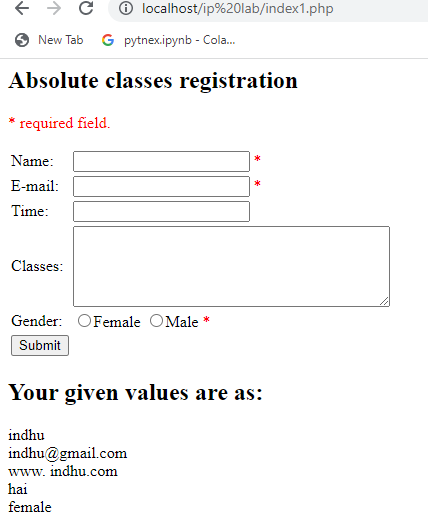 localhost/ip%20lab/index1.php
New Tab
pytnex.ipynb - Cola...
Absolute classes registration
* required field.
Name: *
E-mail: *
Time:
Classes:
Gender: Female Male *
Submit
Your given values are as:
indhu
indhu@gmail.com
www. indhu.com
hai
female